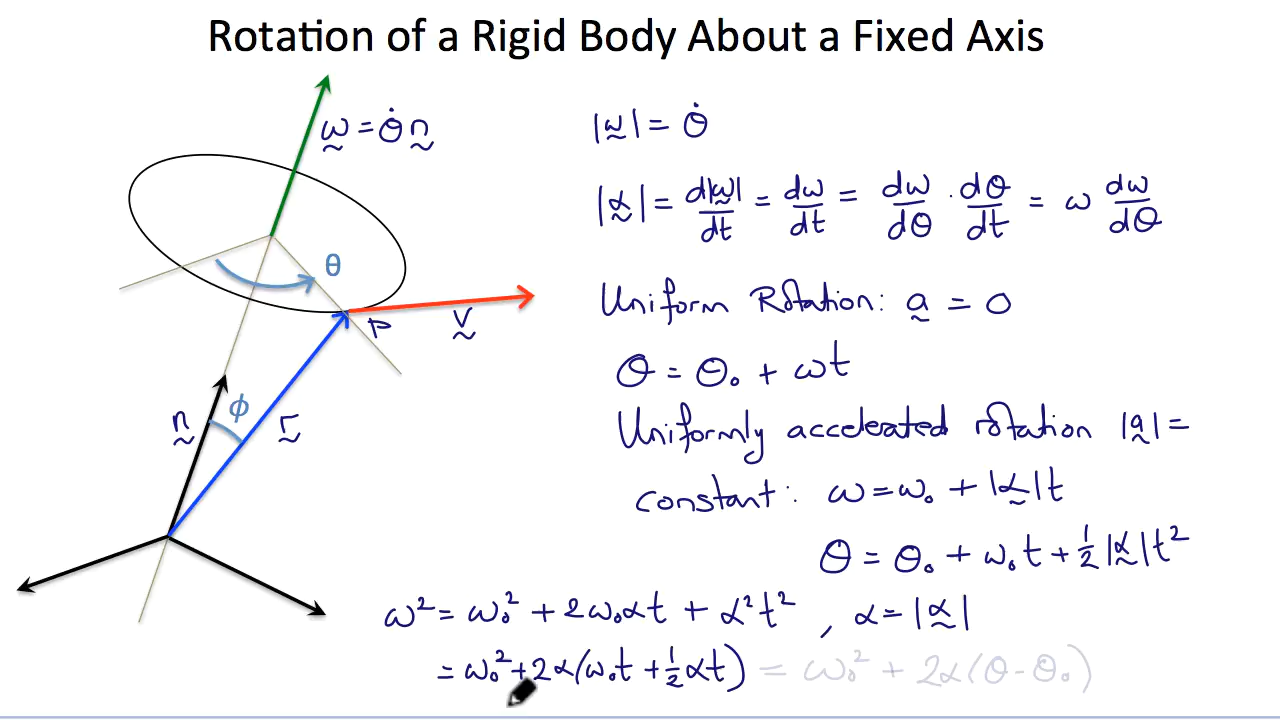 Rotation of a Rigid Body About a Fixed Axis
ω = θ̇ n
θ
P
v
n
ϕ
r
|ω| = θ̇
|α| = d|ω|/dt = dω/dt = dω/dθ · dθ/dt = ω dω/dθ
Uniform Rotation: a = 0
θ = θ₀ + ωt
Uniformly accelerated rotation |a| =
constant: ω = ω₀ + |α|t
θ = θ₀ + ω₀t + ½|α|t²
ω² = ω₀² + 2ω₀αt + α²t² , α = |α|
= ω₀² + 2α(ω₀t + ½αt) = ω₀² + 2α(θ - θ₀)